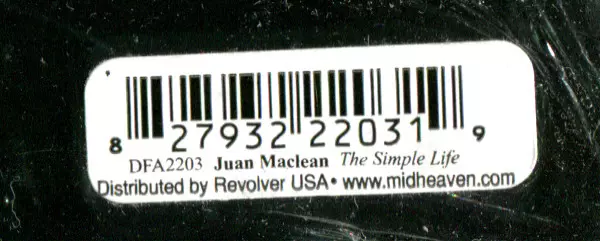 8 27932 22031 9
DFA2203 Juan Maclean The Simple Life
Distributed by Revolver USA• www.midheaven.com